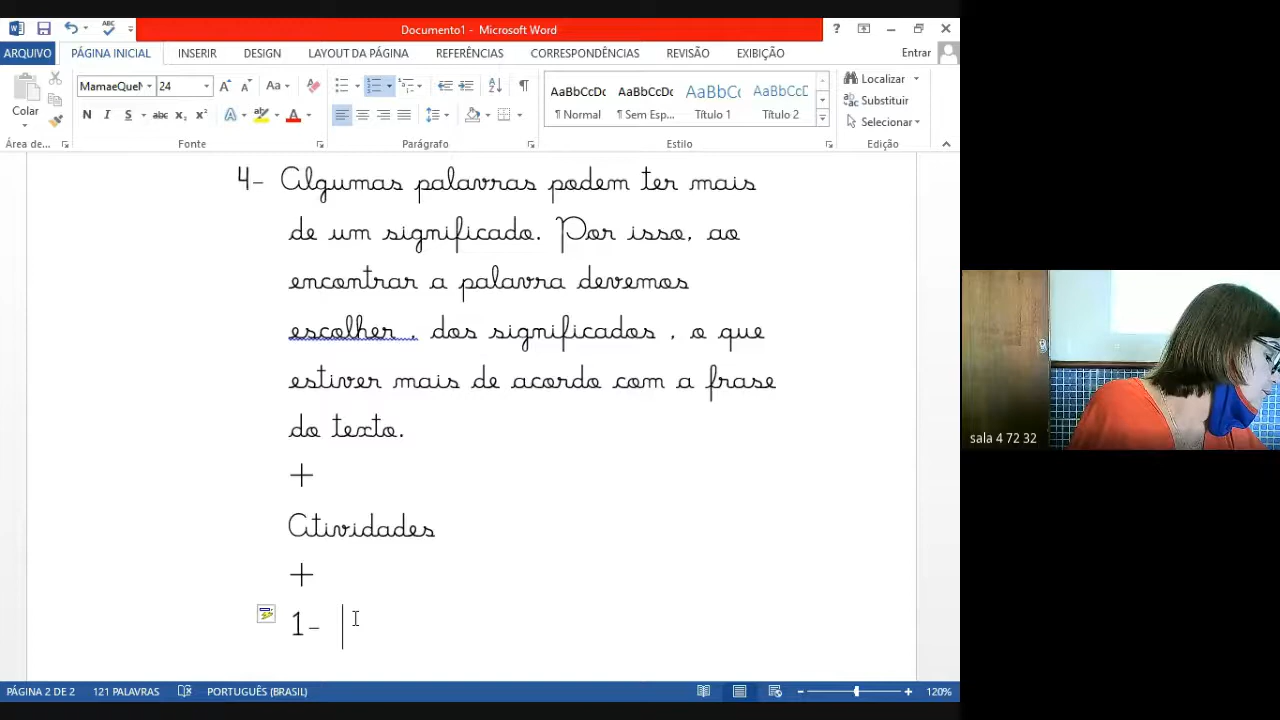 Documento1 - Microsoft Word
ARQUIVO PÁGINA INICIAL INSERIR DESIGN LAYOUT DA PÁGINA REFERÊNCIAS CORRESPONDÊNCIAS REVISÃO EXIBIÇÃO Entrar
Colar
MamaeQueN 24
AaBbCcDc AaBbCcDc AaBbCc AaBbCcD
¶ Normal ¶ Sem Esp... Título 1 Título 2
Localizar
Substituir
Selecionar
Área de... Fonte Parágrafo Estilo Edição
4- Algumas palavras podem ter mais
de um significado. Por isso, ao
encontrar a palavra devemos
escolher , dos significados , o que
estiver mais de acordo com a frase
do texto.
+
Atividades
+
1-
sala 4 72 32
PÁGINA 2 DE 2 121 PALAVRAS PORTUGUÊS (BRASIL) 120%